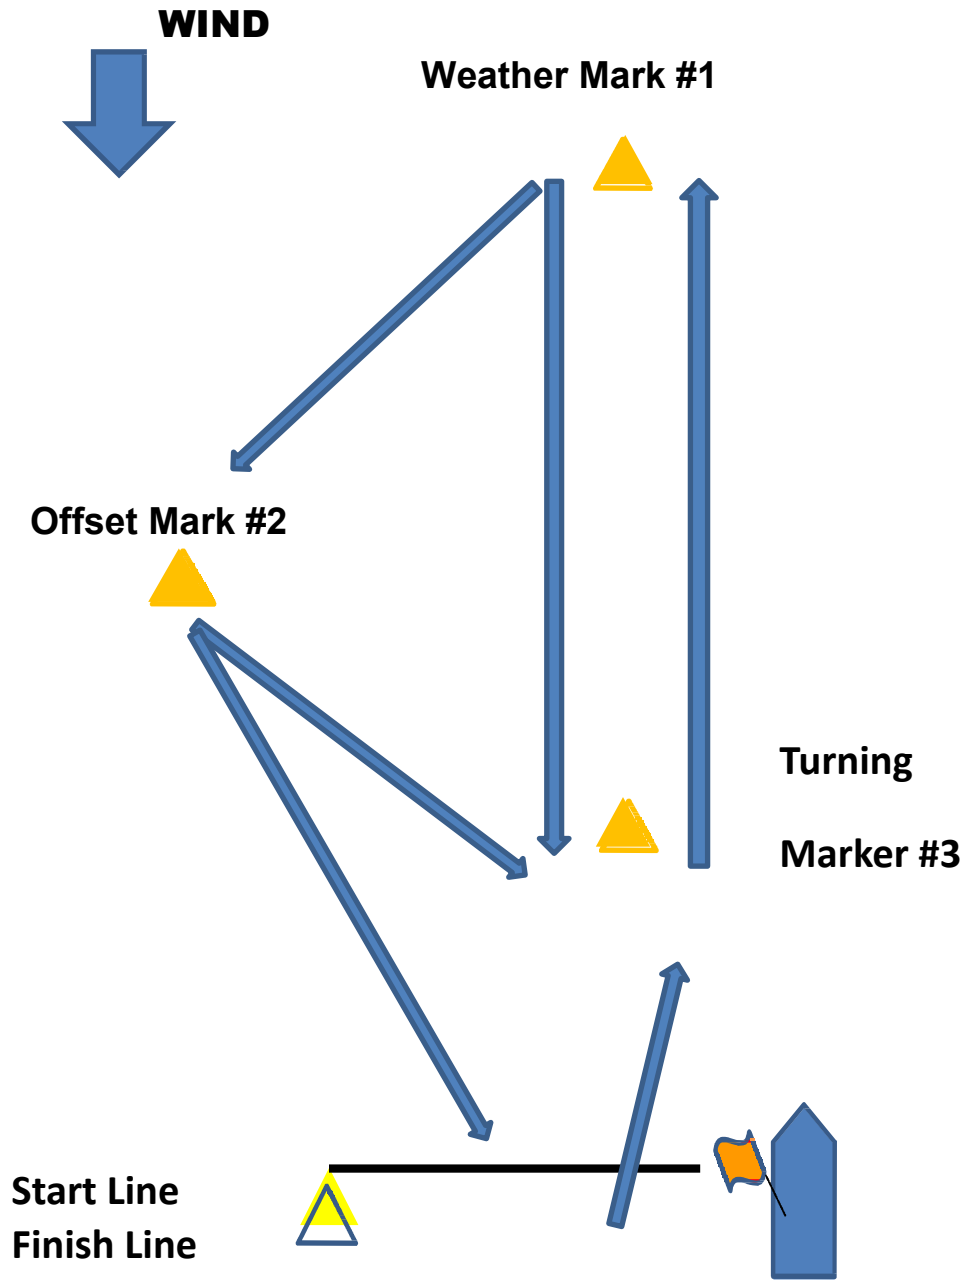 WIND
Weather Mark #1
Offset Mark #2
Turning
Marker #3
Start Line
Finish Line